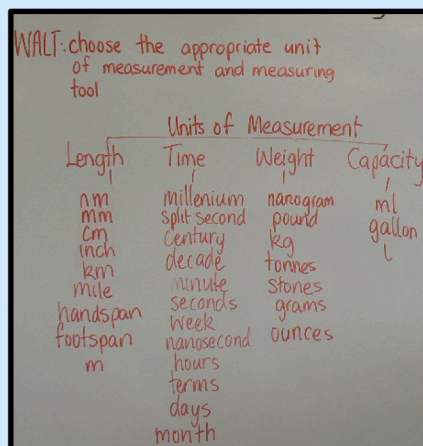 WALT: choose the appropriate unit
of measurement and measuring
tool
Units of Measurement
Length Time Weight Capacity
nm millenium nanogram ml
mm split second pound gallon
cm century kg l
inch decade tonnes
km minute stones
mile seconds grams
handspan week ounces
footspan nanosecond
m hours
terms
days
month